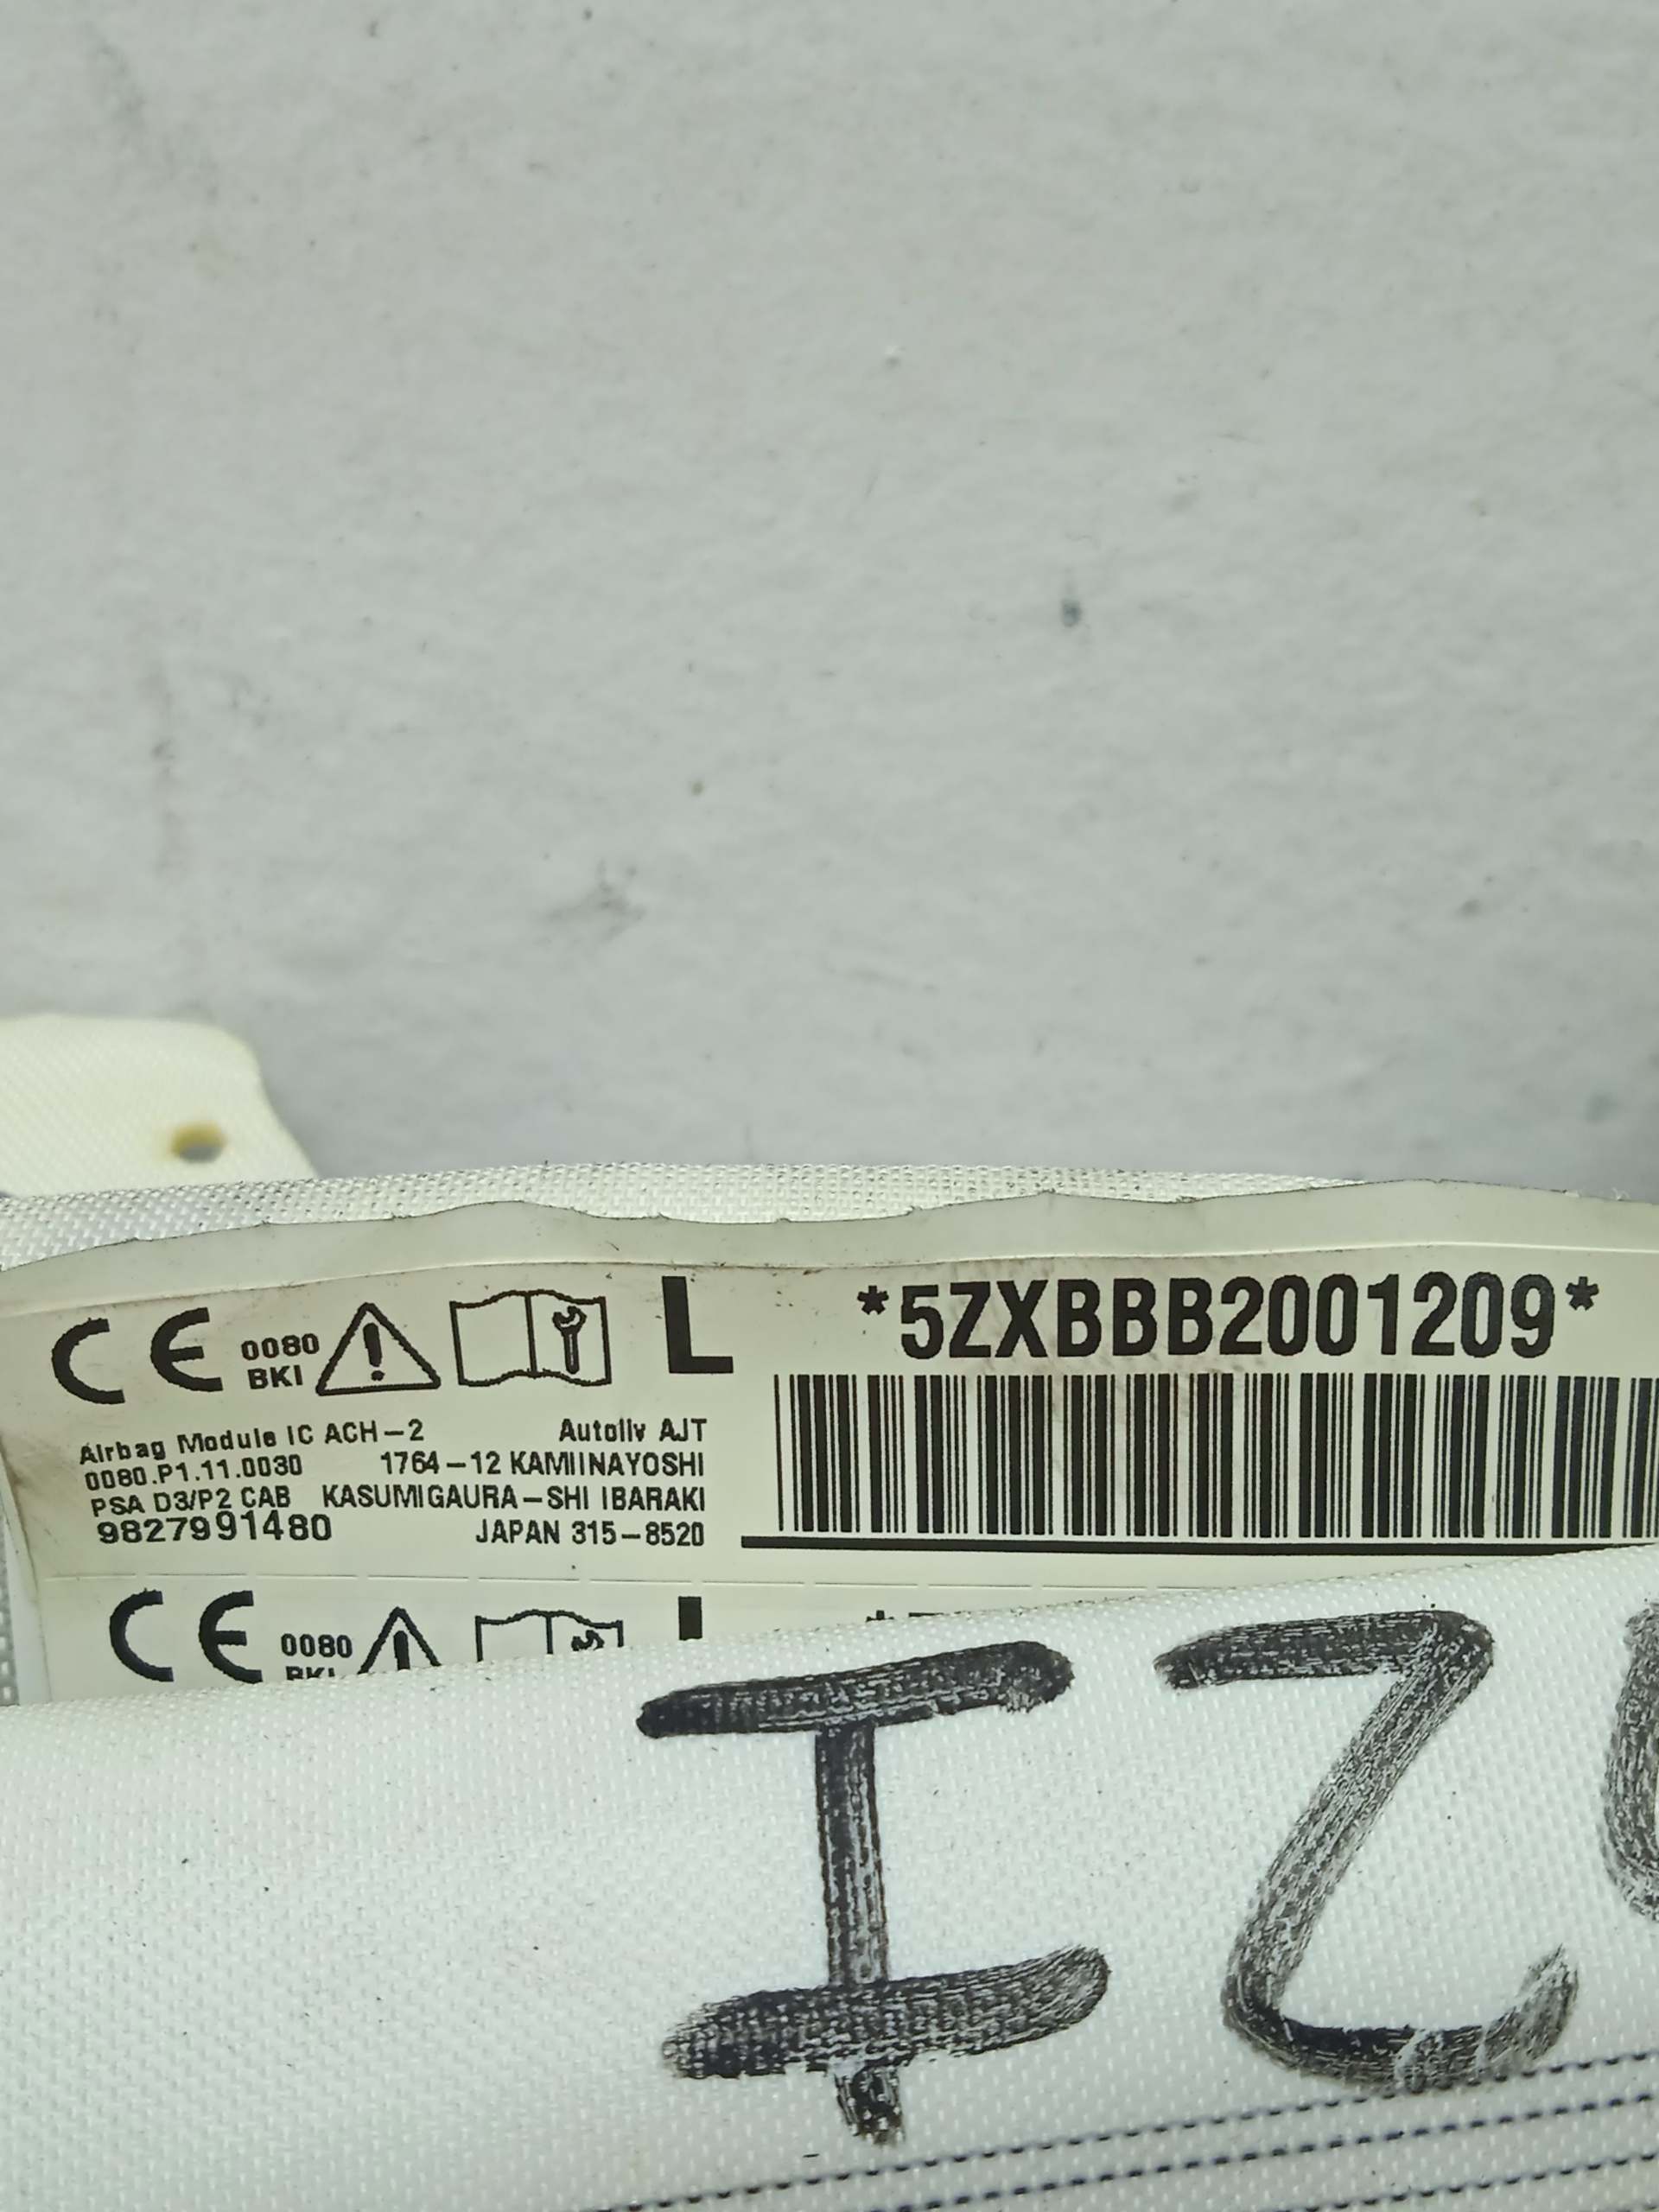 CE 0080 L *5ZXBBB2001209*
BKI
Airbag Module IC ACH-2 Autoliv AJT
0080.P1.11.0030 1764-12 KAMIINAYOSHI
PSA D3/P2 CAB KASUMIGAURA-SHI IBARAKI
9827991480 JAPAN 315-8520
CE 0080
BKI
IZ